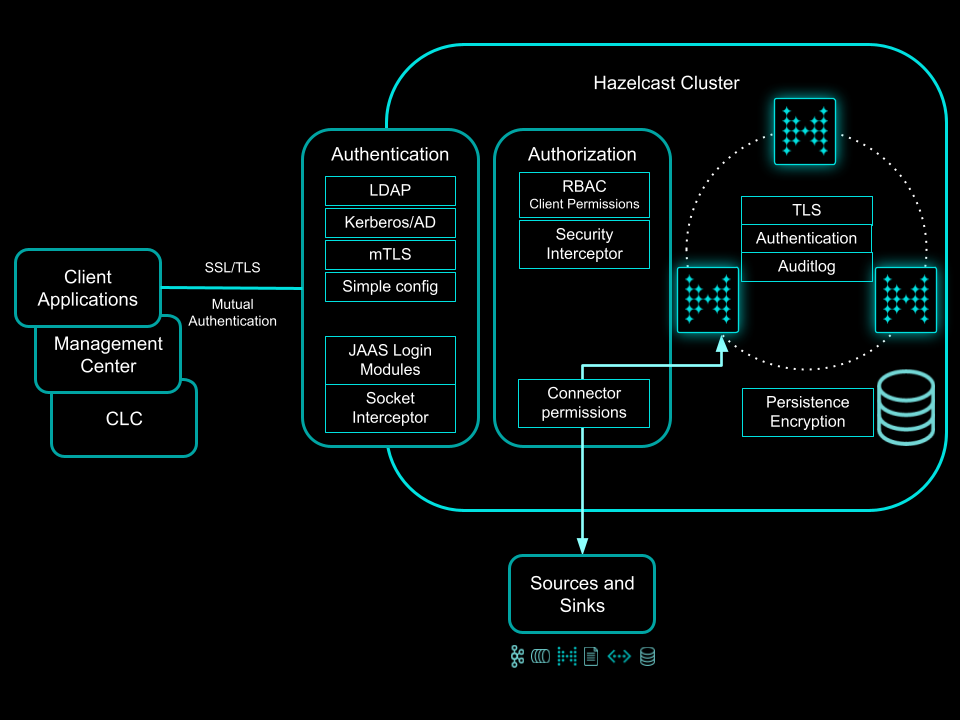 Hazelcast Cluster
Authentication
LDAP
Kerberos/AD
mTLS
Simple config
JAAS Login
Modules
Socket
Interceptor
Authorization
RBAC
Client Permissions
Security
Interceptor
Connector
permissions
TLS
Authentication
Auditlog
Persistence
Encryption
Client
Applications
Management
Center
CLC
SSL/TLS
Mutual
Authentication
Sources and
Sinks